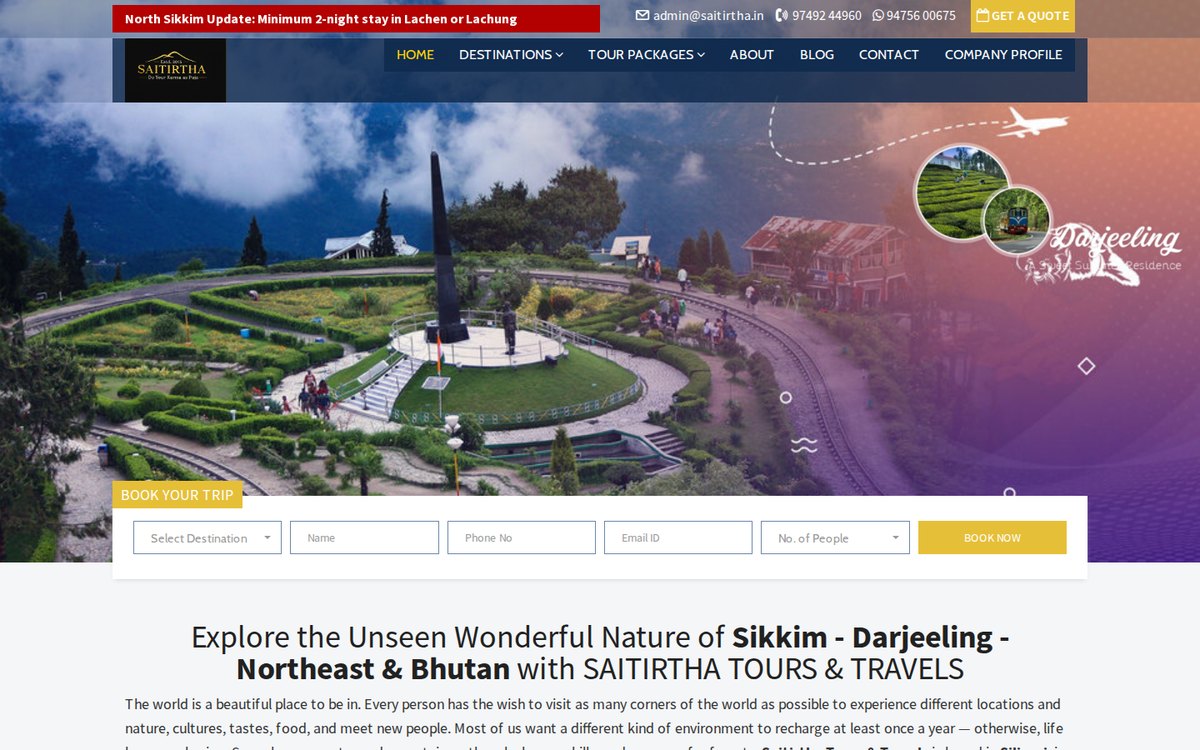 North Sikkim Update: Minimum 2-night stay in Lachen or Lachung
admin@saitirtha.in 97492 44960 94756 00675 GET A QUOTE
SAITIRTHA
HOME DESTINATIONS TOUR PACKAGES ABOUT BLOG CONTACT COMPANY PROFILE
Darjeeling
A Sweet Summer Residence
BOOK YOUR TRIP
Select Destination Name Phone No Email ID No. of People BOOK NOW
Explore the Unseen Wonderful Nature of Sikkim - Darjeeling -
Northeast & Bhutan with SAITIRTHA TOURS & TRAVELS
The world is a beautiful place to be in. Every person has the wish to visit as many corners of the world as possible to experience different locations and
nature, cultures, tastes, food, and meet new people. Most of us want a different kind of environment to recharge at least once a year — otherwise, life